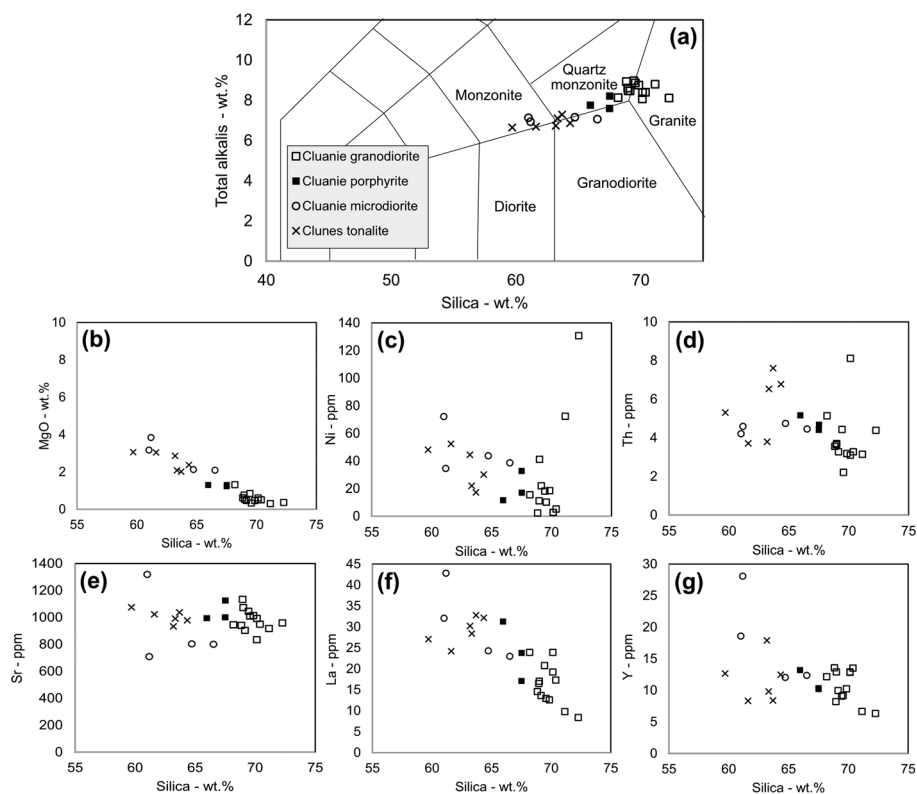 (a)
Total alkalis - wt.%
12
10
8
6
4
2
0
Monzonite
Quartz
monzonite
Granite
Granodiorite
Diorite
Cluanie granodiorite
Cluanie porphyrite
Cluanie microdiorite
Clunes tonalite
40 50 60 70
Silica - wt.%
(b)
MgO - wt.%
10
8
6
4
2
0
55 60 65 70 75
Silica - wt.%
(c)
Ni - ppm
140
120
100
80
60
40
20
0
55 60 65 70 75
Silica - wt.%
(d)
Th - ppm
10
8
6
4
2
0
55 60 65 70 75
Silica - wt.%
(e)
Sr - ppm
1400
1200
1000
800
600
400
200
0
55 60 65 70 75
Silica - wt.%
(f)
La - ppm
45
40
35
30
25
20
15
10
5
0
55 60 65 70 75
Silica - wt.%
(g)
Y - ppm
30
25
20
15
10
5
0
55 60 65 70 75
Silica - wt.%